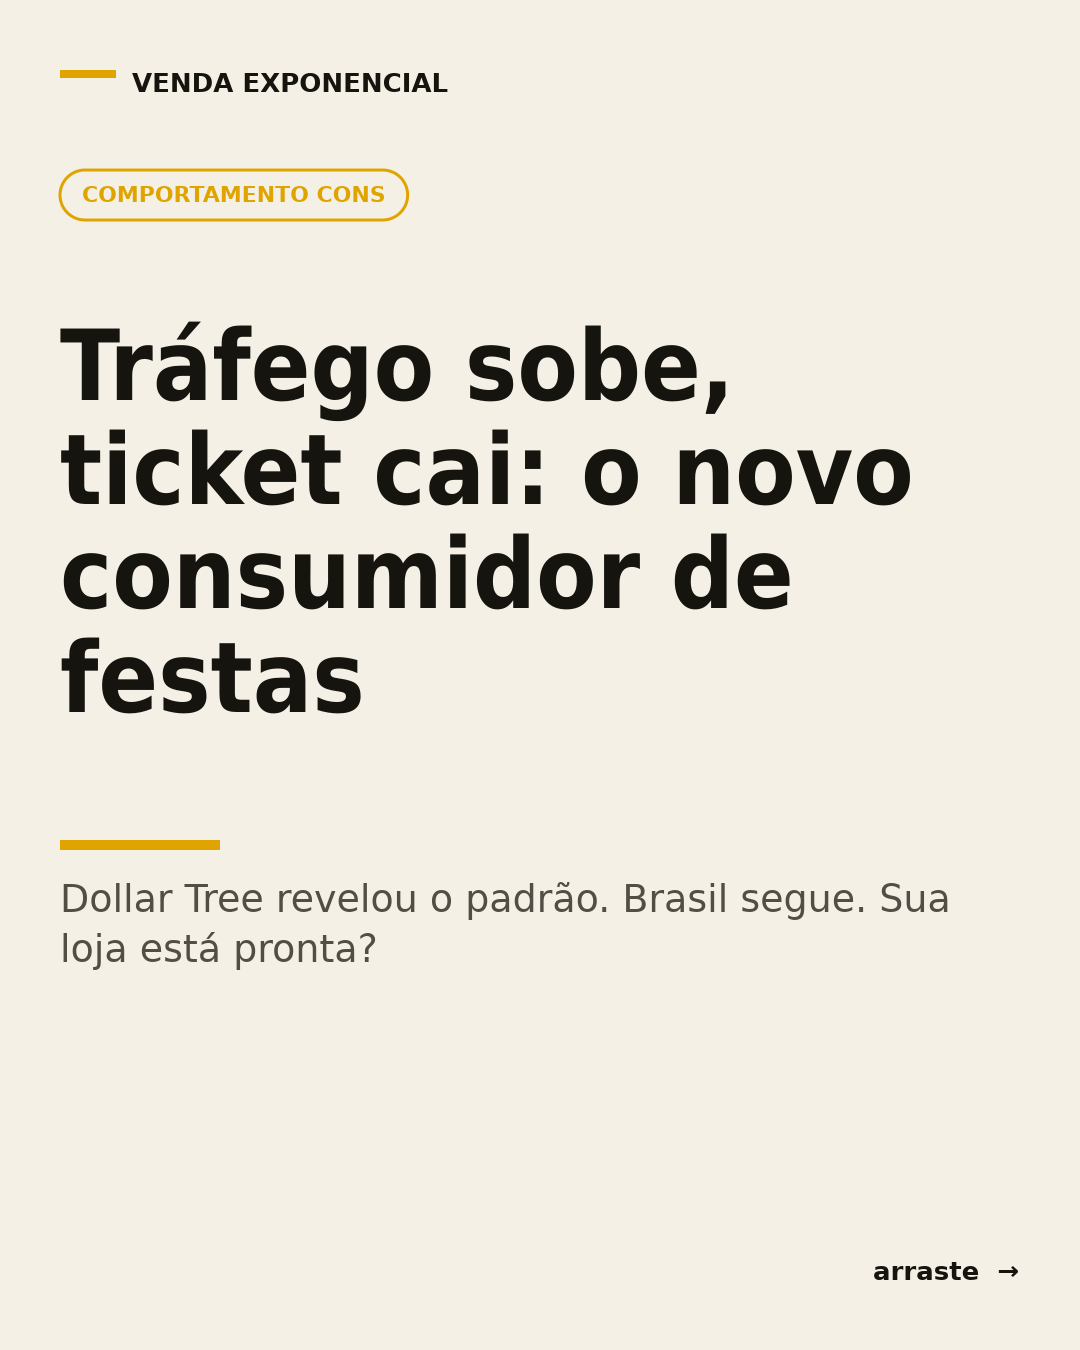 VENDA EXPONENCIAL
COMPORTAMENTO CONS
Tráfego sobe,
ticket cai: o novo
consumidor de
festas
Dollar Tree revelou o padrão. Brasil segue. Sua
loja está pronta?
arraste →